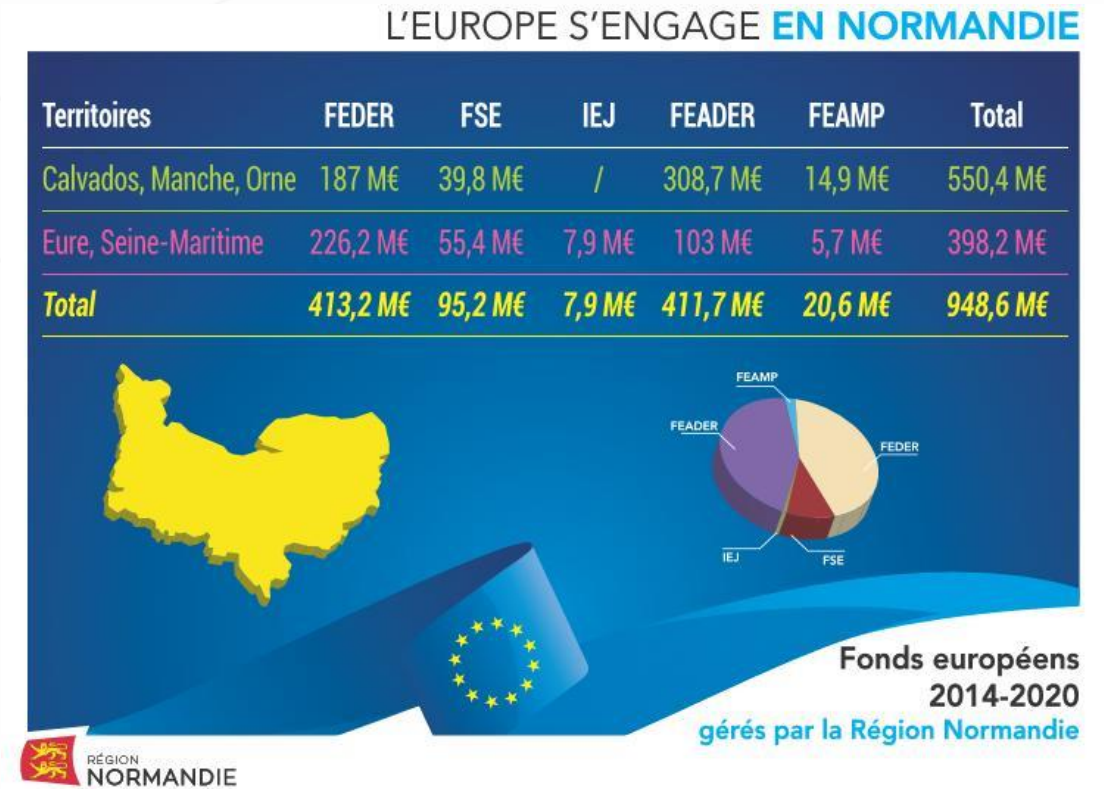 L'EUROPE S'ENGAGE EN NORMANDIE
Territoires FEDER FSE IEJ FEADER FEAMP Total
Calvados, Manche, Orne 187 M€ 39,8 M€ / 308,7 M€ 14,9 M€ 550,4 M€
Eure, Seine-Maritime 226,2 M€ 55,4 M€ 7,9 M€ 103 M€ 5,7 M€ 398,2 M€
Total 413,2 M€ 95,2 M€ 7,9 M€ 411,7 M€ 20,6 M€ 948,6 M€
FEAMP
FEADER
FEDER
IEJ
FSE
Fonds européens
2014-2020
gérés par la Région Normandie
RÉGION
NORMANDIE